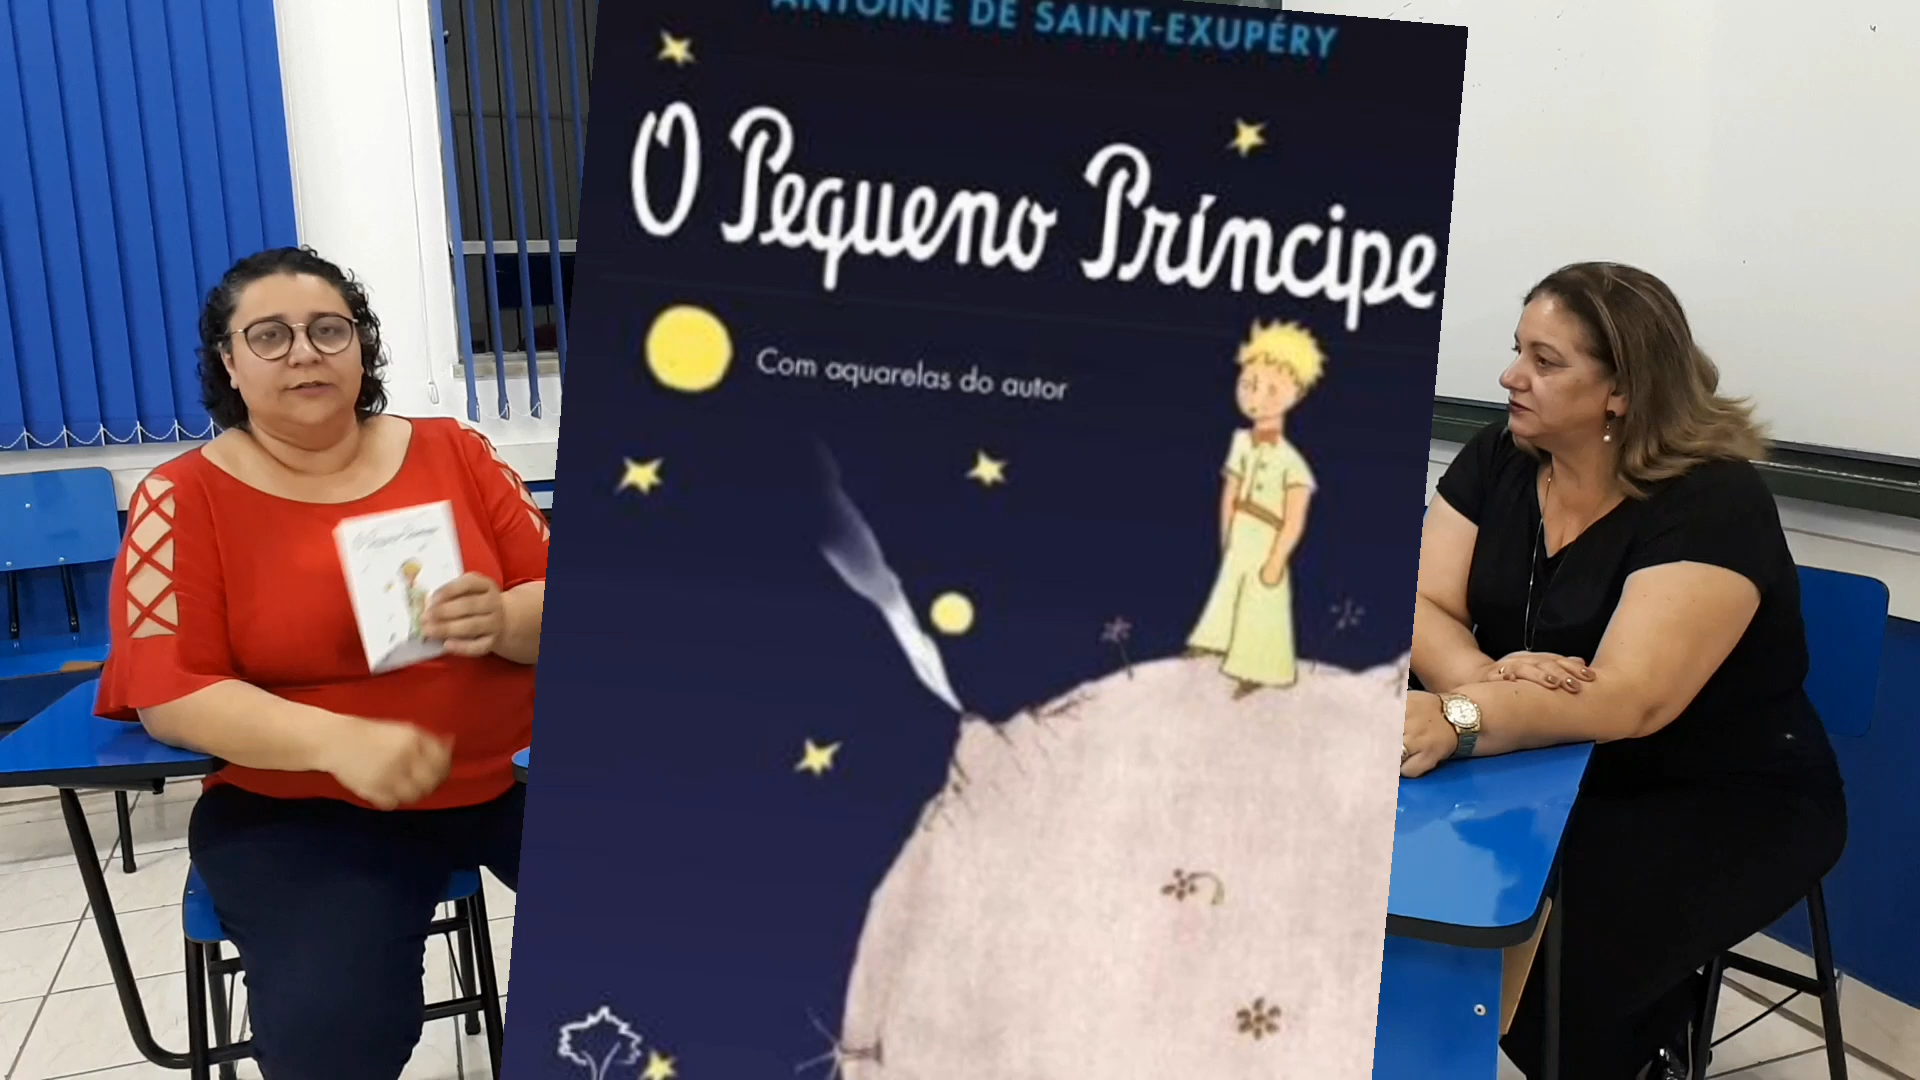 ANTOINE DE SAINT-EXUPÉRY
O Pequeno Príncipe
Com aquarelas do autor